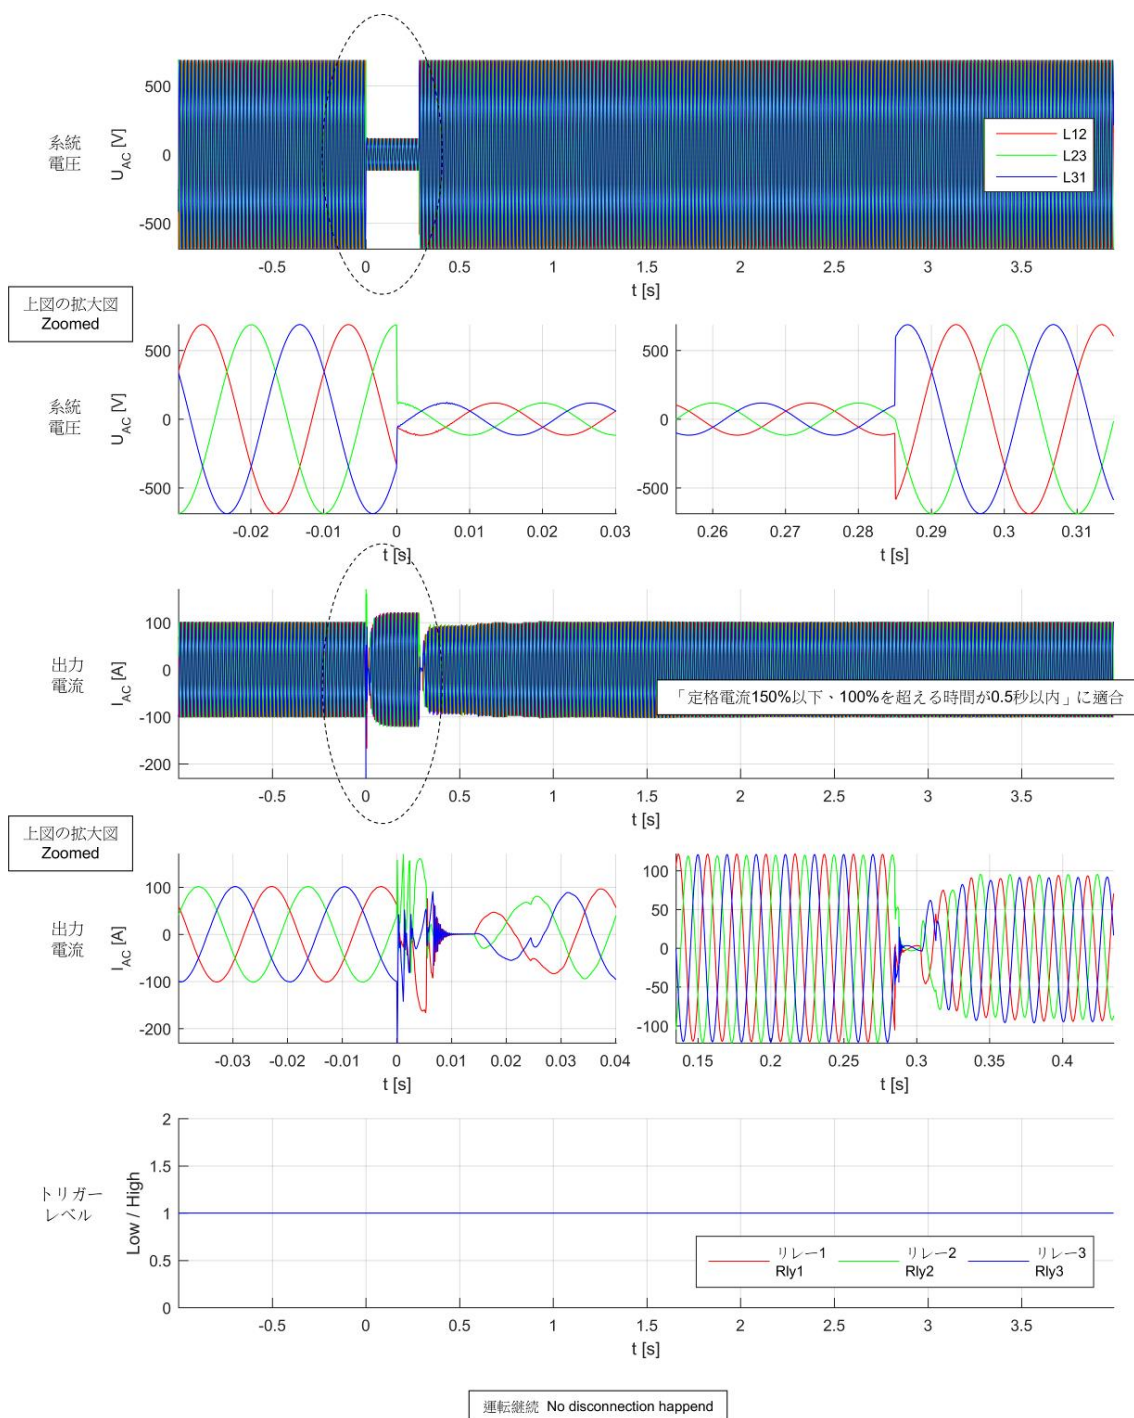 系統
電圧
U_AC [V]
500
0
-500
L12
L23
L31
-0.5 0 0.5 1 1.5 2 2.5 3 3.5
t [s]
上図の拡大図
Zoomed
系統
電圧
U_AC [V]
500
0
-500
-0.02 -0.01 0 0.01 0.02 0.03
t [s]
500
0
-500
0.26 0.27 0.28 0.29 0.3 0.31
t [s]
出力
電流
I_AC [A]
100
0
-100
-200
「定格電流150%以下、100%を超える時間が0.5秒以内」に適合
-0.5 0 0.5 1 1.5 2 2.5 3 3.5
t [s]
上図の拡大図
Zoomed
出力
電流
I_AC [A]
100
0
-100
-200
-0.03 -0.02 -0.01 0 0.01 0.02 0.03 0.04
t [s]
100
50
0
-50
-100
0.15 0.2 0.25 0.3 0.35 0.4
t [s]
トリガー
レベル
Low / High
2
1.5
1
0.5
0
リレー1 リレー2 リレー3
Rly1 Rly2 Rly3
-0.5 0 0.5 1 1.5 2 2.5 3 3.5
t [s]
運転継続 No disconnection happend